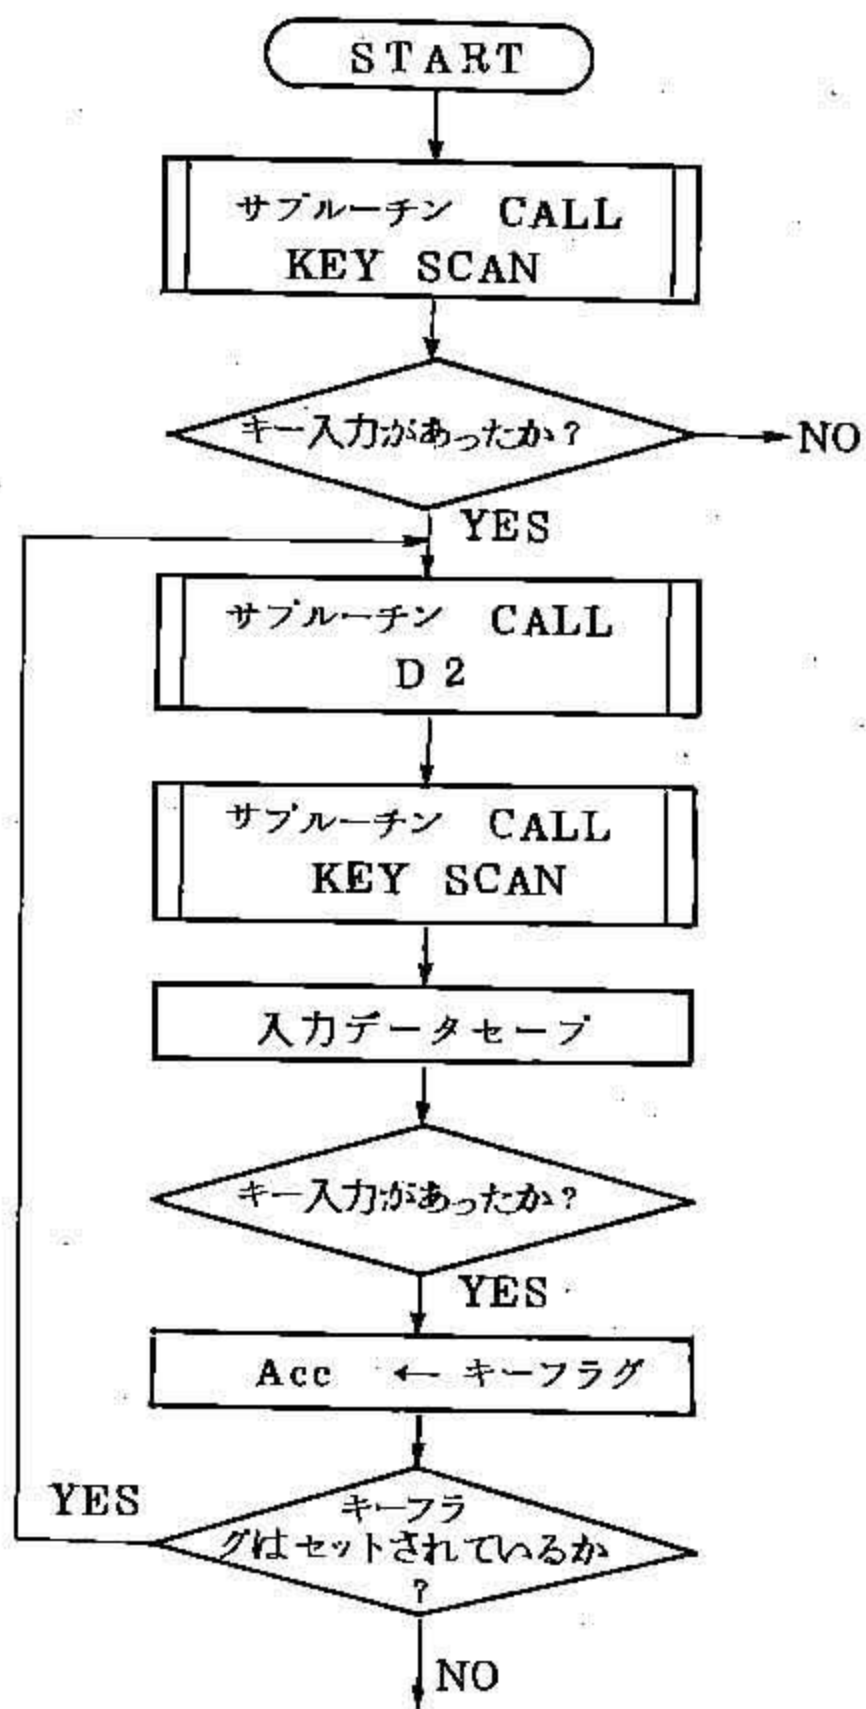 START
サブルーチン CALL
KEY SCAN
キー入力があったか?
NO
YES
サブルーチン CALL
D2
サブルーチン CALL
KEY SCAN
入力データセーブ
キー入力があったか?
YES
Acc ← キーフラグ
YES
キーフラ
グはセットされているか
?
NO